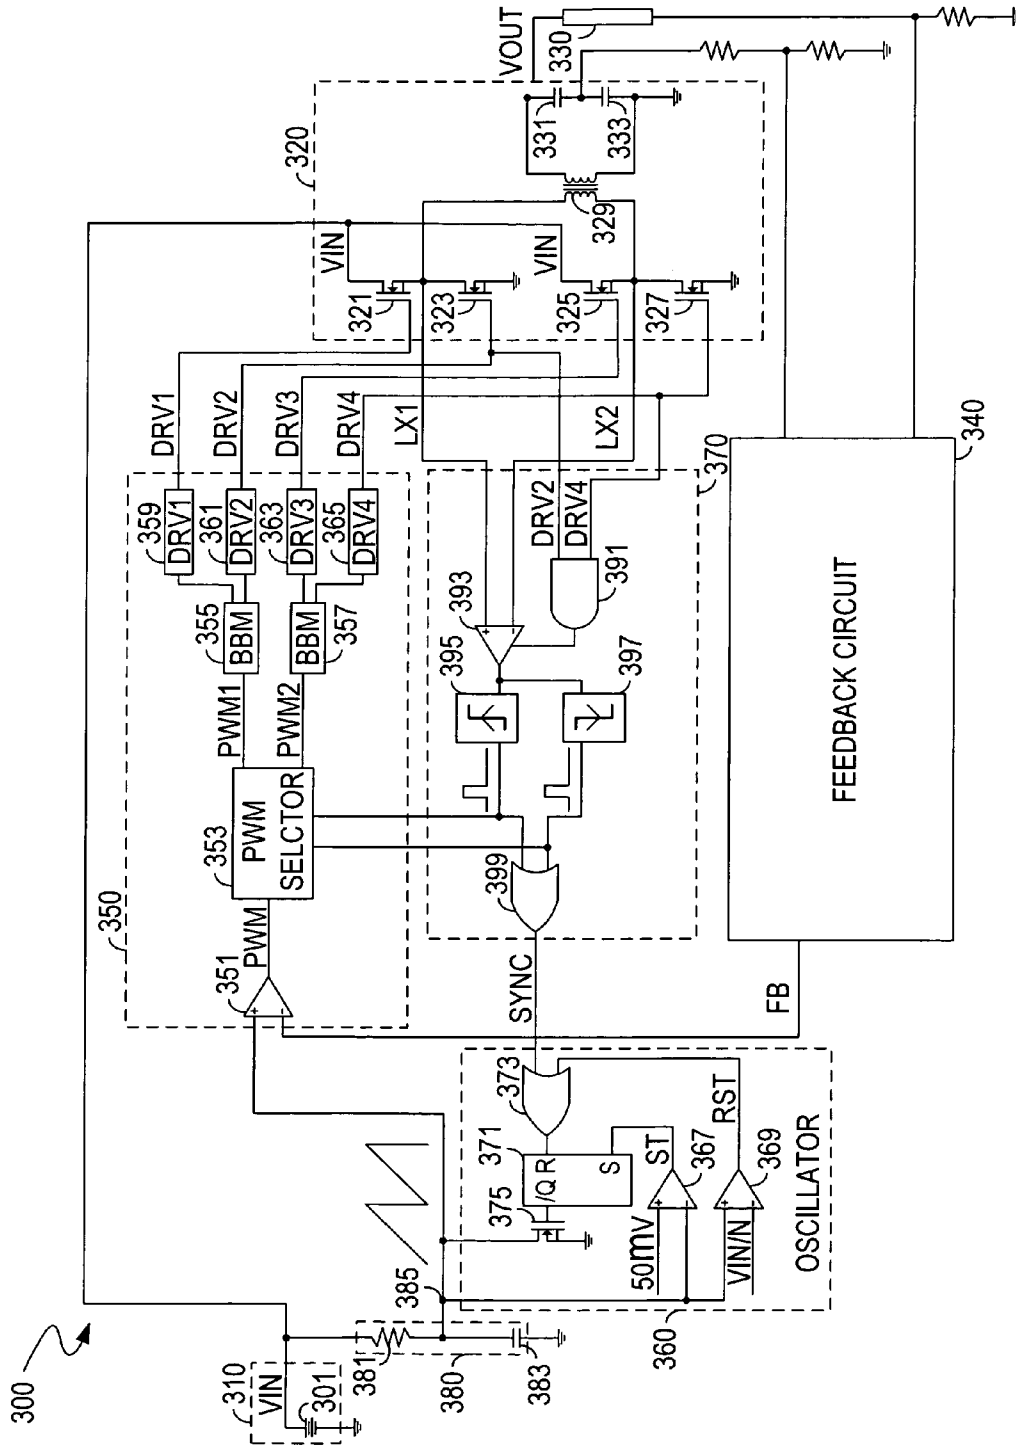 300
310
VIN
301
381
380
383
385
360
OSCILLATOR
50mV
VIN/N
367
369
ST
RST
375
371
/Q R
S
373
SYNC
FB
350
351
PWM
353
PWM
SELCTOR
PWM1
PWM2
355
BBM
BBM
357
359
DRV1
361
DRV2
363
DRV3
365
DRV4
DRV1
DRV2
DRV3
DRV4
LX1
LX2
370
399
395
397
393
391
DRV2
DRV4
+
-
FEEDBACK CIRCUIT
340
320
VIN
321
323
VIN
325
327
329
331
333
VOUT
330